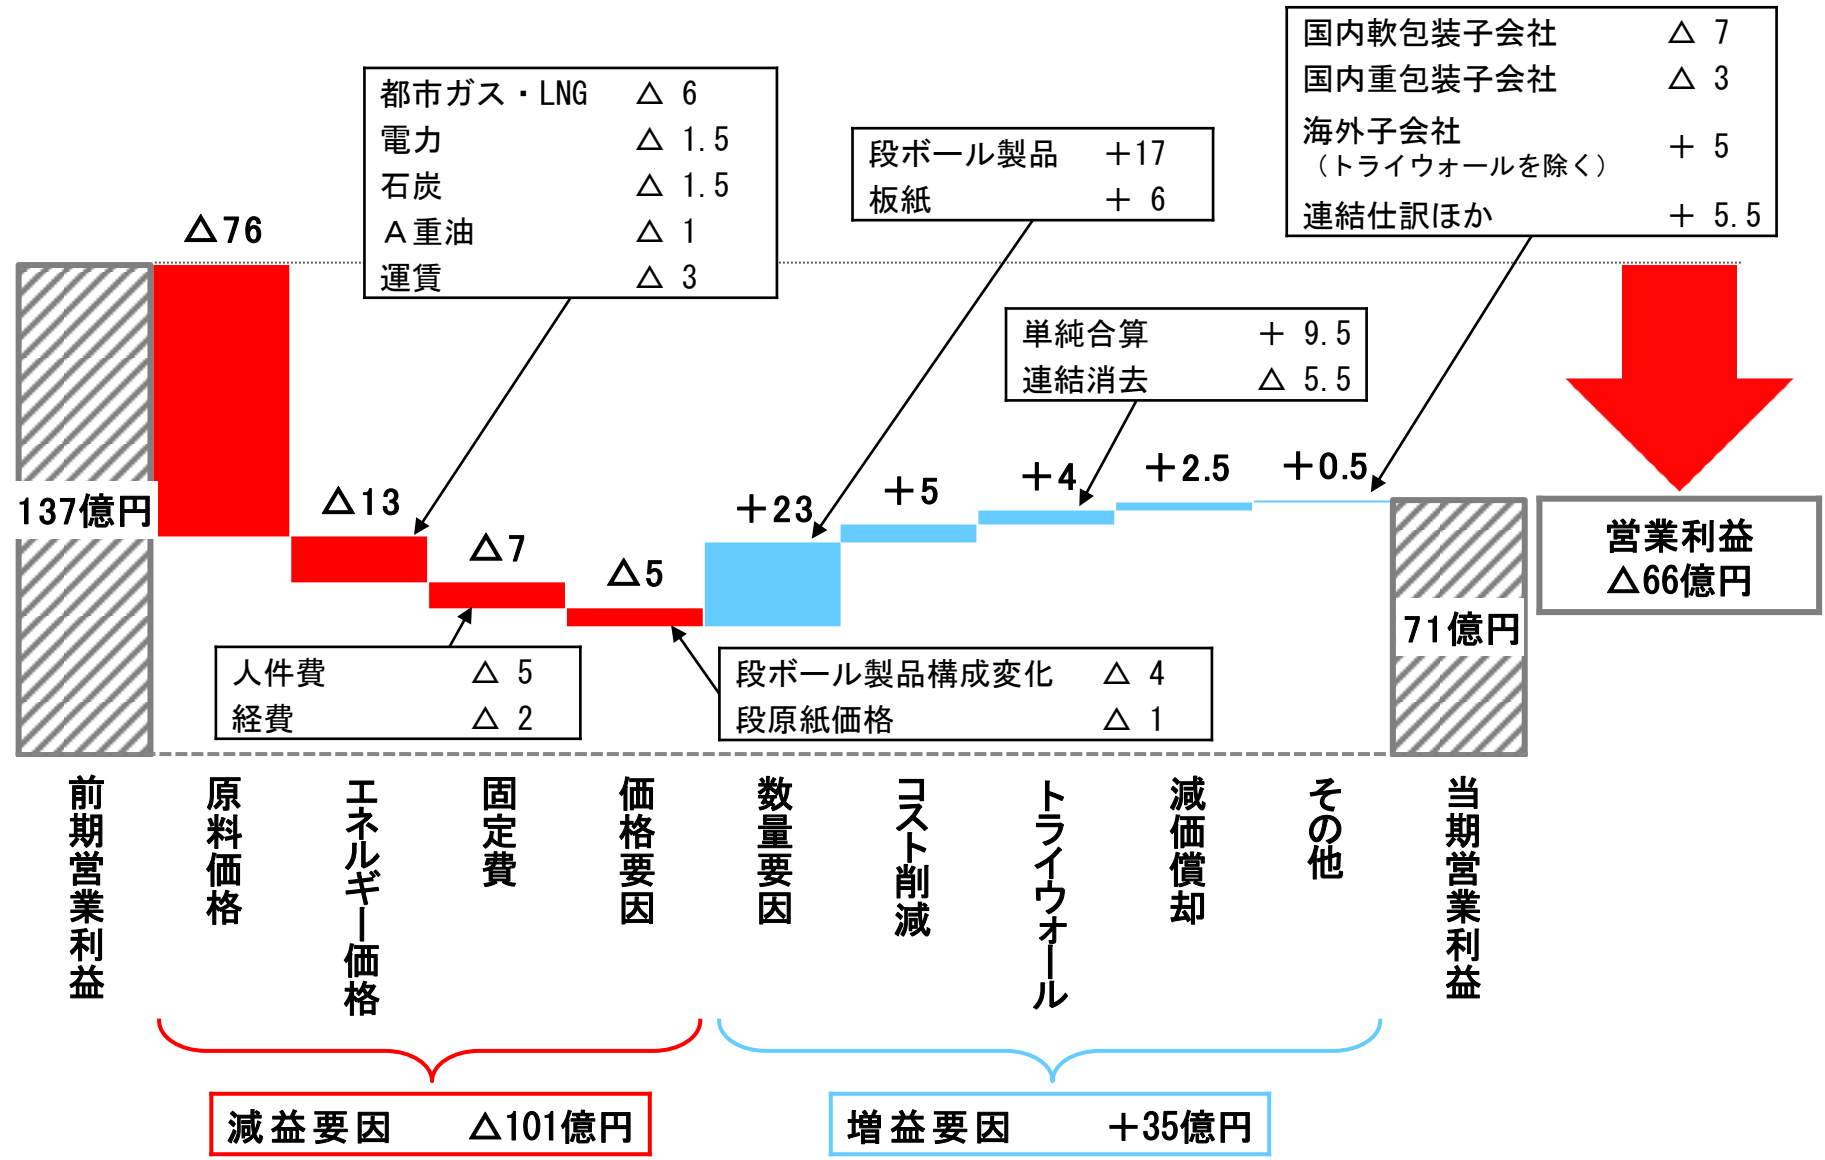 国内軟包装子会社 △ 7
国内重包装子会社 △ 3
海外子会社 + 5
（トライウォールを除く）
連結仕訳ほか + 5.5
都市ガス・LNG △ 6
電力 △ 1.5
石炭 △ 1.5
Ａ重油 △ 1
運賃 △ 3
段ボール製品 +17
板紙 + 6
単純合算 + 9.5
連結消去 △ 5.5
△76
△13
△7
△5
+23
+5
+4
+2.5
+0.5
137億円
71億円
営業利益
△66億円
人件費 △ 5
経費 △ 2
段ボール製品構成変化 △ 4
段原紙価格 △ 1
前期営業利益
原料価格
エネルギー価格
固定費
価格要因
数量要因
コスト削減
トライウォール
減価償却
その他
当期営業利益
減益要因 △101億円
増益要因 +35億円